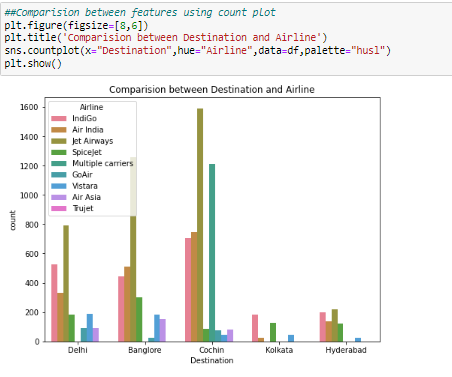 ##Comparision between features using count plot
plt.figure(figsize=[8,6])
plt.title('Comparision between Destination and Airline')
sns.countplot(x="Destination",hue="Airline",data=df,palette="husl")
plt.show()
Comparision between Destination and Airline
1600
1400
1200
1000
800
600
400
200
0
count
Airline
IndiGo
Air India
Jet Airways
SpiceJet
Multiple carriers
GoAir
Vistara
Air Asia
Trujet
Delhi Banglore Cochin Kolkata Hyderabad
Destination